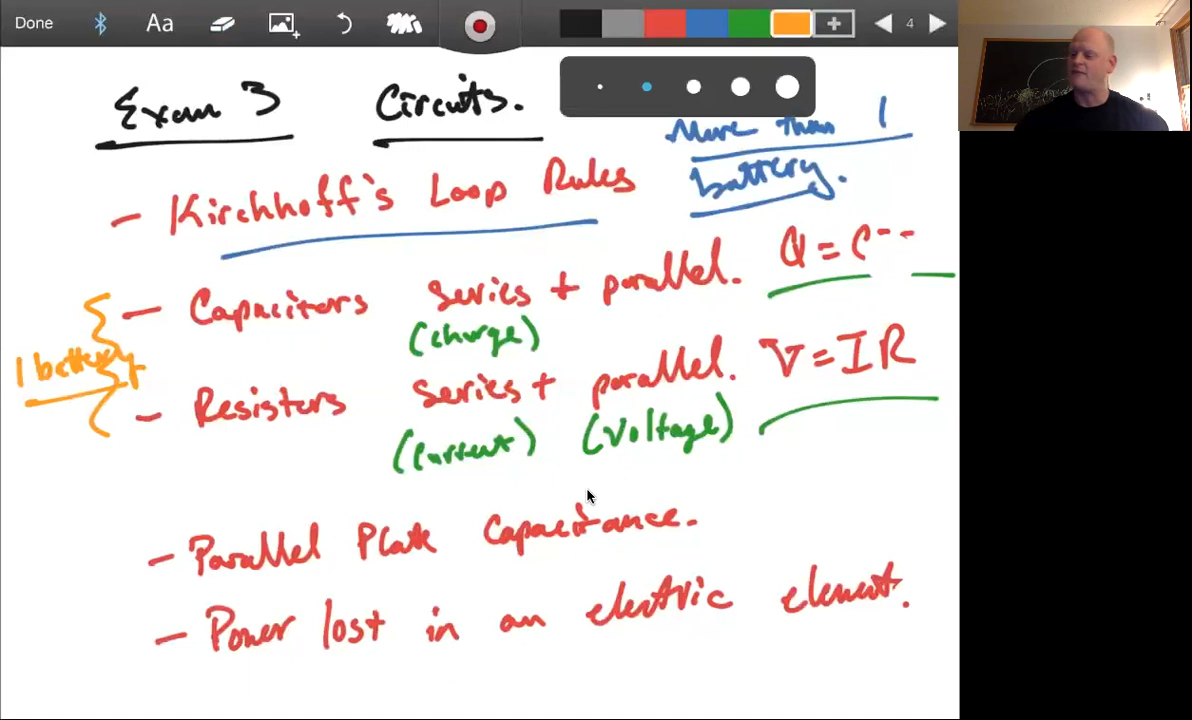 Done
Aa
4
Exam 3 Circuits.
More than 1
battery.
- Kirchhoff's Loop Rules
- Capacitors series + parallel. Q = C
(charge)
1 battery
- Resistors series + parallel. V = IR
(current) (voltage)
- Parallel Plate Capacitance.
- Power lost in an electric element.